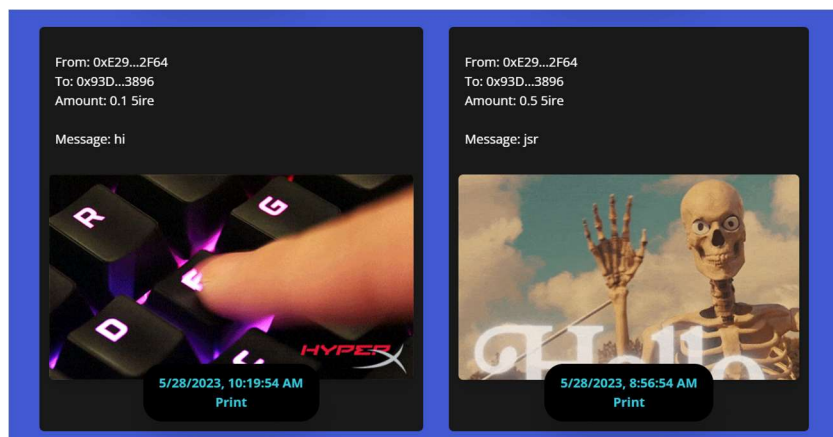 From: 0xE29...2F64
To: 0x93D...3896
Amount: 0.1 5ire
Message: hi
R
G
F
D
HYPERX
5/28/2023, 10:19:54 AM
Print
From: 0xE29...2F64
To: 0x93D...3896
Amount: 0.5 5ire
Message: jsr
Hello
5/28/2023, 8:56:54 AM
Print